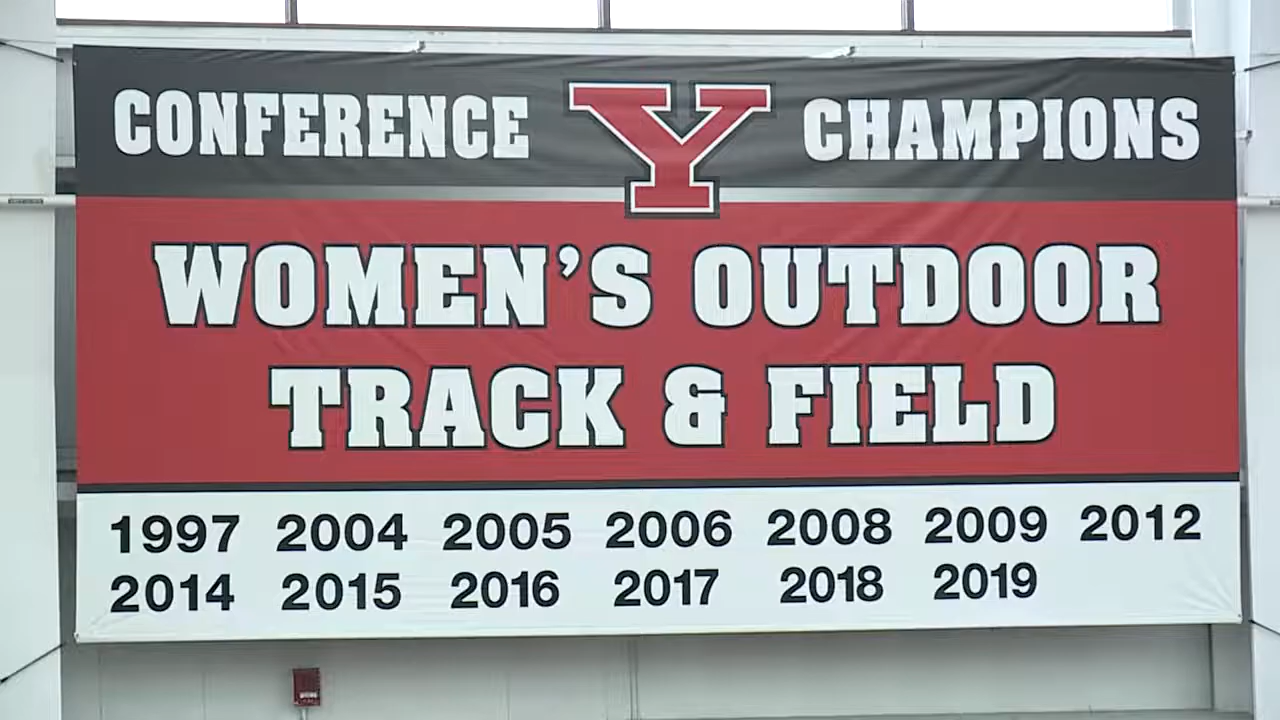 CONFERENCE Y CHAMPIONS
WOMEN'S OUTDOOR
TRACK & FIELD
1997 2004 2005 2006 2008 2009 2012
2014 2015 2016 2017 2018 2019